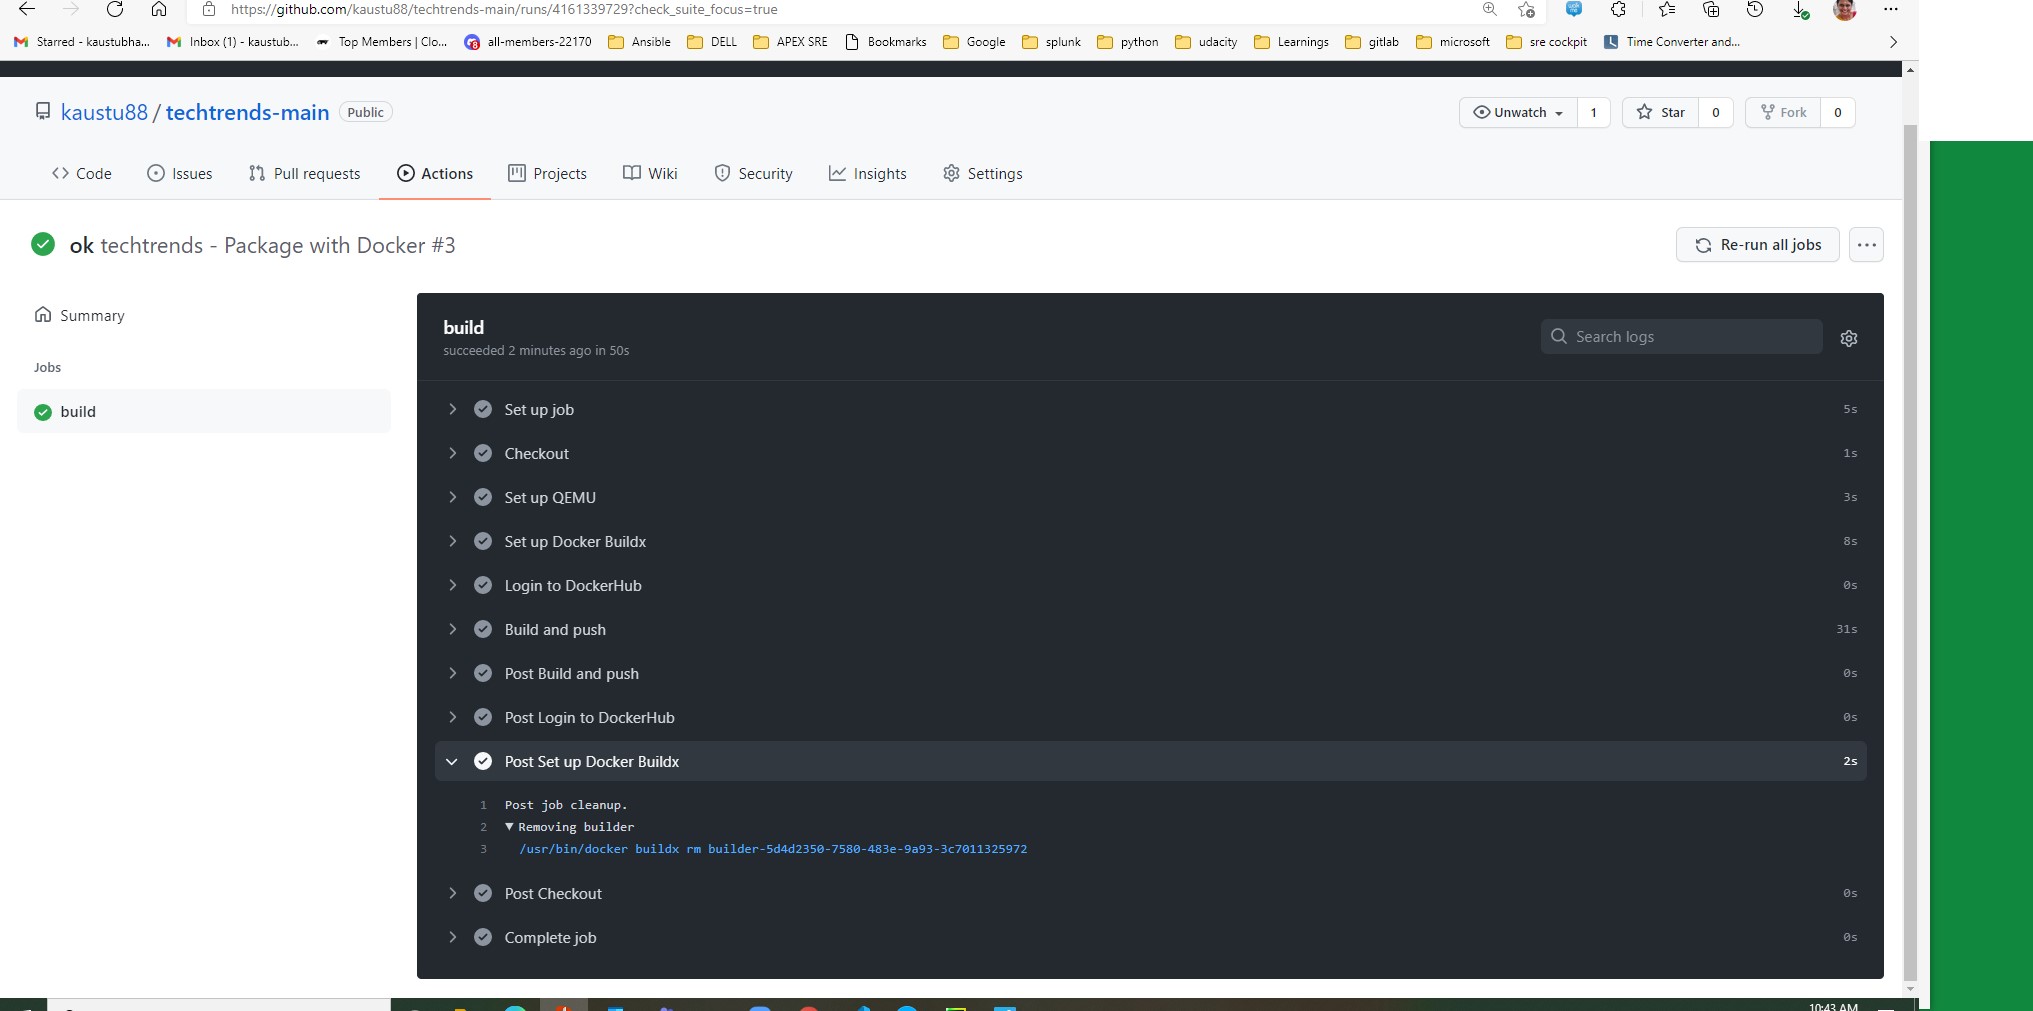 https://github.com/kaustu88/techtrends-main/runs/4161339729?check_suite_focus=true
Starred - kaustubha... Inbox (1) - kaustub... Top Members | Clo... all-members-22170 Ansible DELL APEX SRE Bookmarks Google splunk python udacity Learnings gitlab microsoft sre cockpit Time Converter and...
kaustu88 / techtrends-main Public
Unwatch 1 Star 0 Fork 0
Code Issues Pull requests Actions Projects Wiki Security Insights Settings
ok techtrends - Package with Docker #3
Re-run all jobs
Summary
Jobs
build
build
succeeded 2 minutes ago in 50s
Search logs
Set up job 5s
Checkout 1s
Set up QEMU 3s
Set up Docker Buildx 8s
Login to DockerHub 0s
Build and push 31s
Post Build and push 0s
Post Login to DockerHub 0s
Post Set up Docker Buildx 2s
1 Post job cleanup.
2 ▼ Removing builder
3 /usr/bin/docker buildx rm builder-5d4d2350-7580-483e-9a93-3c7011325972
Post Checkout 0s
Complete job 0s
10:43 AM